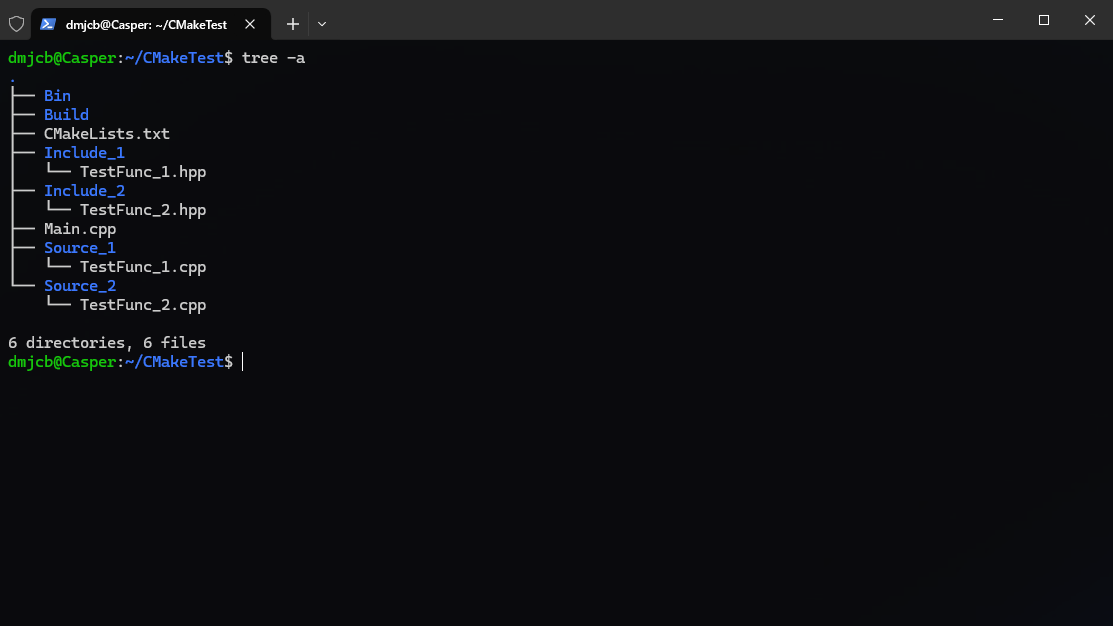 dmjcb@Casper: ~/CMakeTest
dmjcb@Casper:~/CMakeTest$ tree -a
.
├── Bin
├── Build
├── CMakeLists.txt
├── Include_1
│   └── TestFunc_1.hpp
├── Include_2
│   └── TestFunc_2.hpp
├── Main.cpp
├── Source_1
│   └── TestFunc_1.cpp
└── Source_2
    └── TestFunc_2.cpp
6 directories, 6 files
dmjcb@Casper:~/CMakeTest$